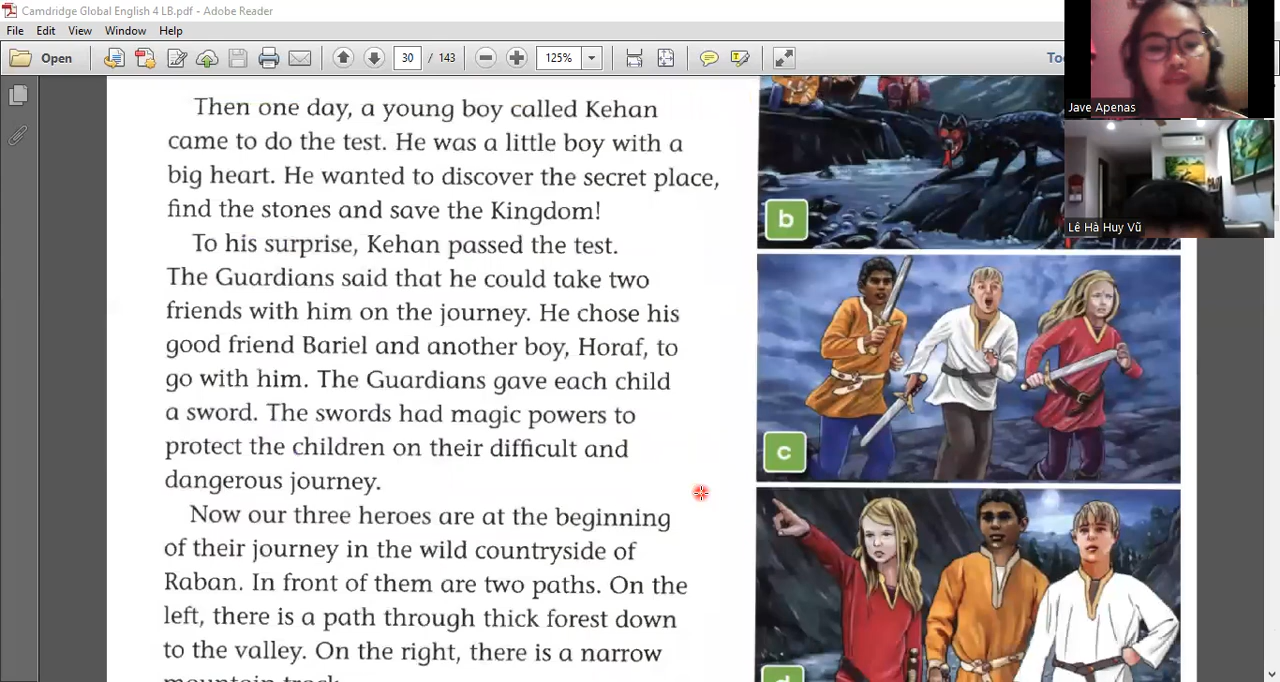 Camdridge Global English 4 LB.pdf - Adobe Reader
File Edit View Window Help
Open 30 / 143 125%
Jave Apenas
Lê Hà Huy Vũ
Then one day, a young boy called Kehan
came to do the test. He was a little boy with a
big heart. He wanted to discover the secret place,
find the stones and save the Kingdom!
To his surprise, Kehan passed the test.
The Guardians said that he could take two
friends with him on the journey. He chose his
good friend Bariel and another boy, Horaf, to
go with him. The Guardians gave each child
a sword. The swords had magic powers to
protect the children on their difficult and
dangerous journey.
Now our three heroes are at the beginning
of their journey in the wild countryside of
Raban. In front of them are two paths. On the
left, there is a path through thick forest down
to the valley. On the right, there is a narrow
mountain track
b
c
d